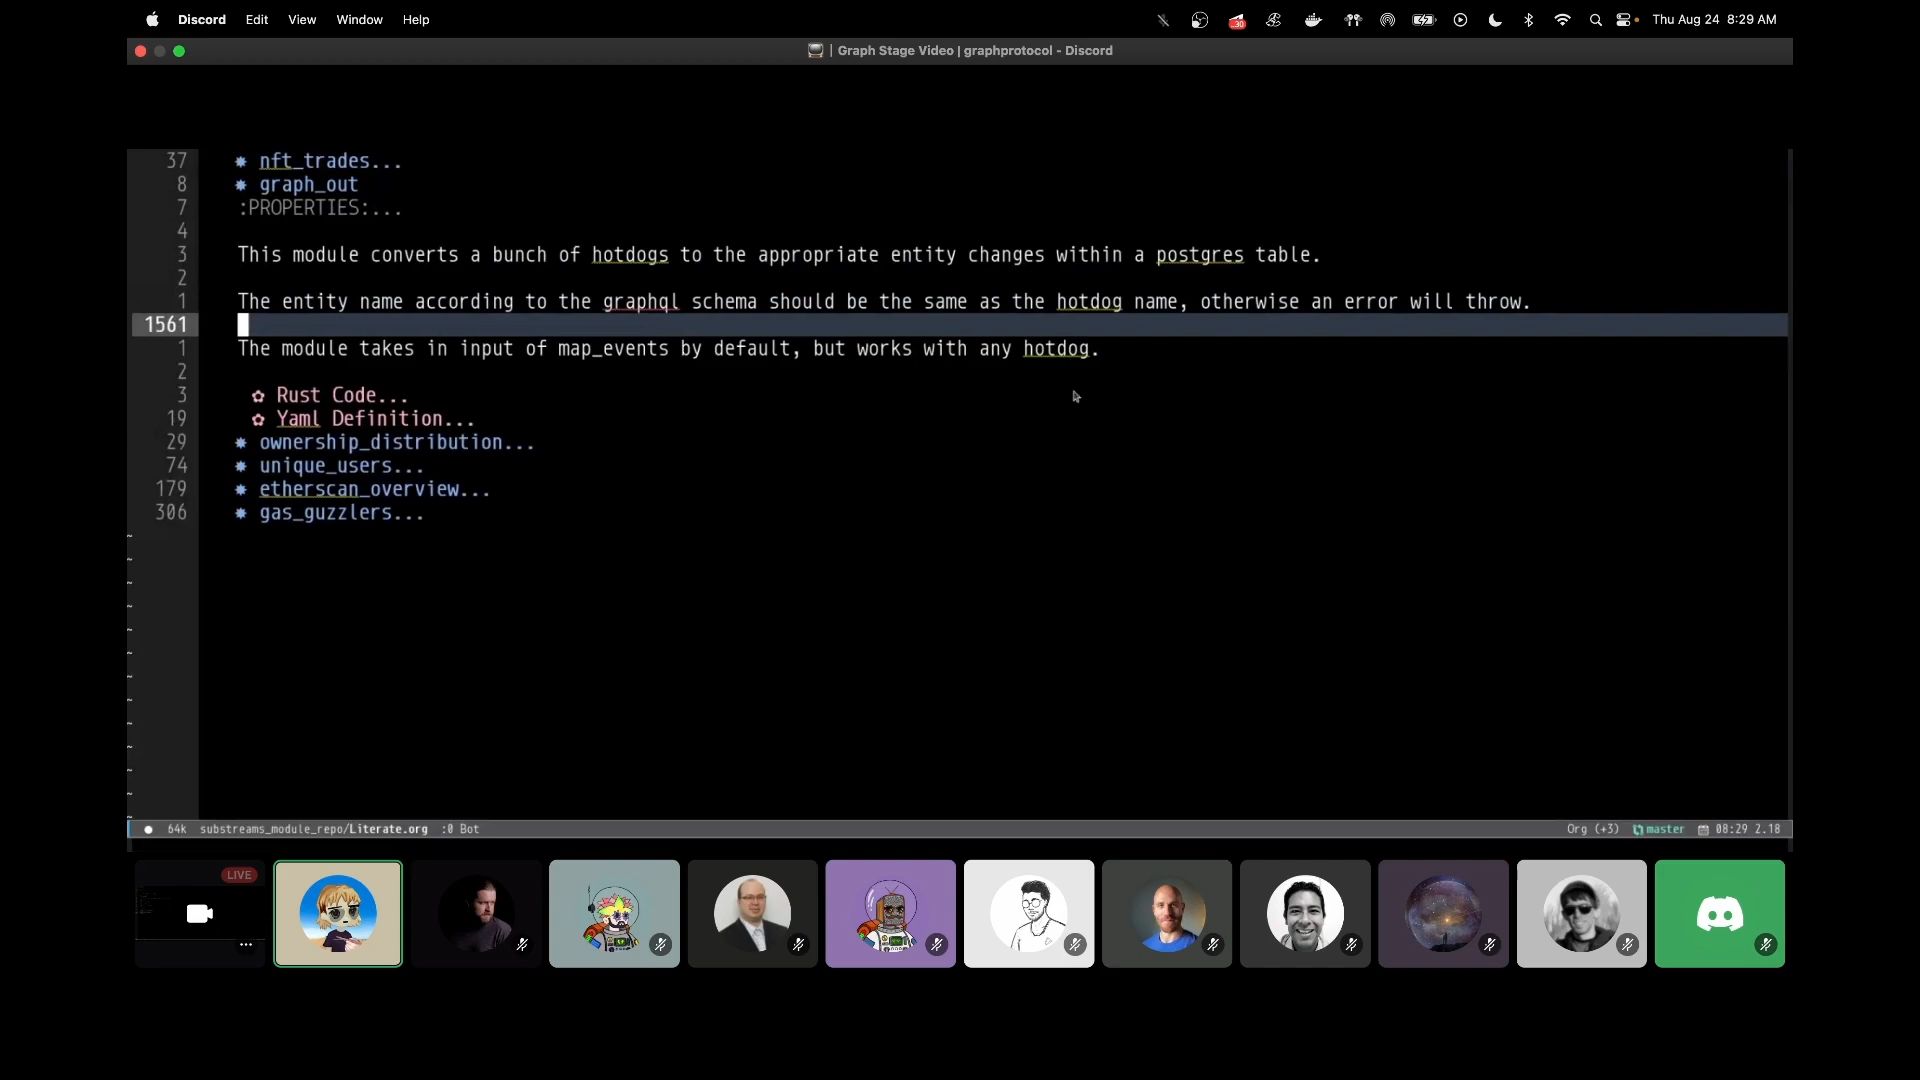 Discord Edit View Window Help
30
Thu Aug 24 8:29 AM
| Graph Stage Video | graphprotocol - Discord
37 nft_trades...
8 graph_out
7 :PROPERTIES:...
4
3 This module converts a bunch of hotdogs to the appropriate entity changes within a postgres table.
2
1 The entity name according to the graphql schema should be the same as the hotdog name, otherwise an error will throw.
1561
1 The module takes in input of map_events by default, but works with any hotdog.
2
3 Rust Code...
19 Yaml Definition...
29 ownership_distribution...
74 unique_users...
179 etherscan_overview...
306 gas_guzzlers...
~
~
~
~
~
~
~
~
~
~
~
~
~
64k substreams_module_repo/Literate.org :0 Bot Org (+3) master 08:29 2.18
LIVE